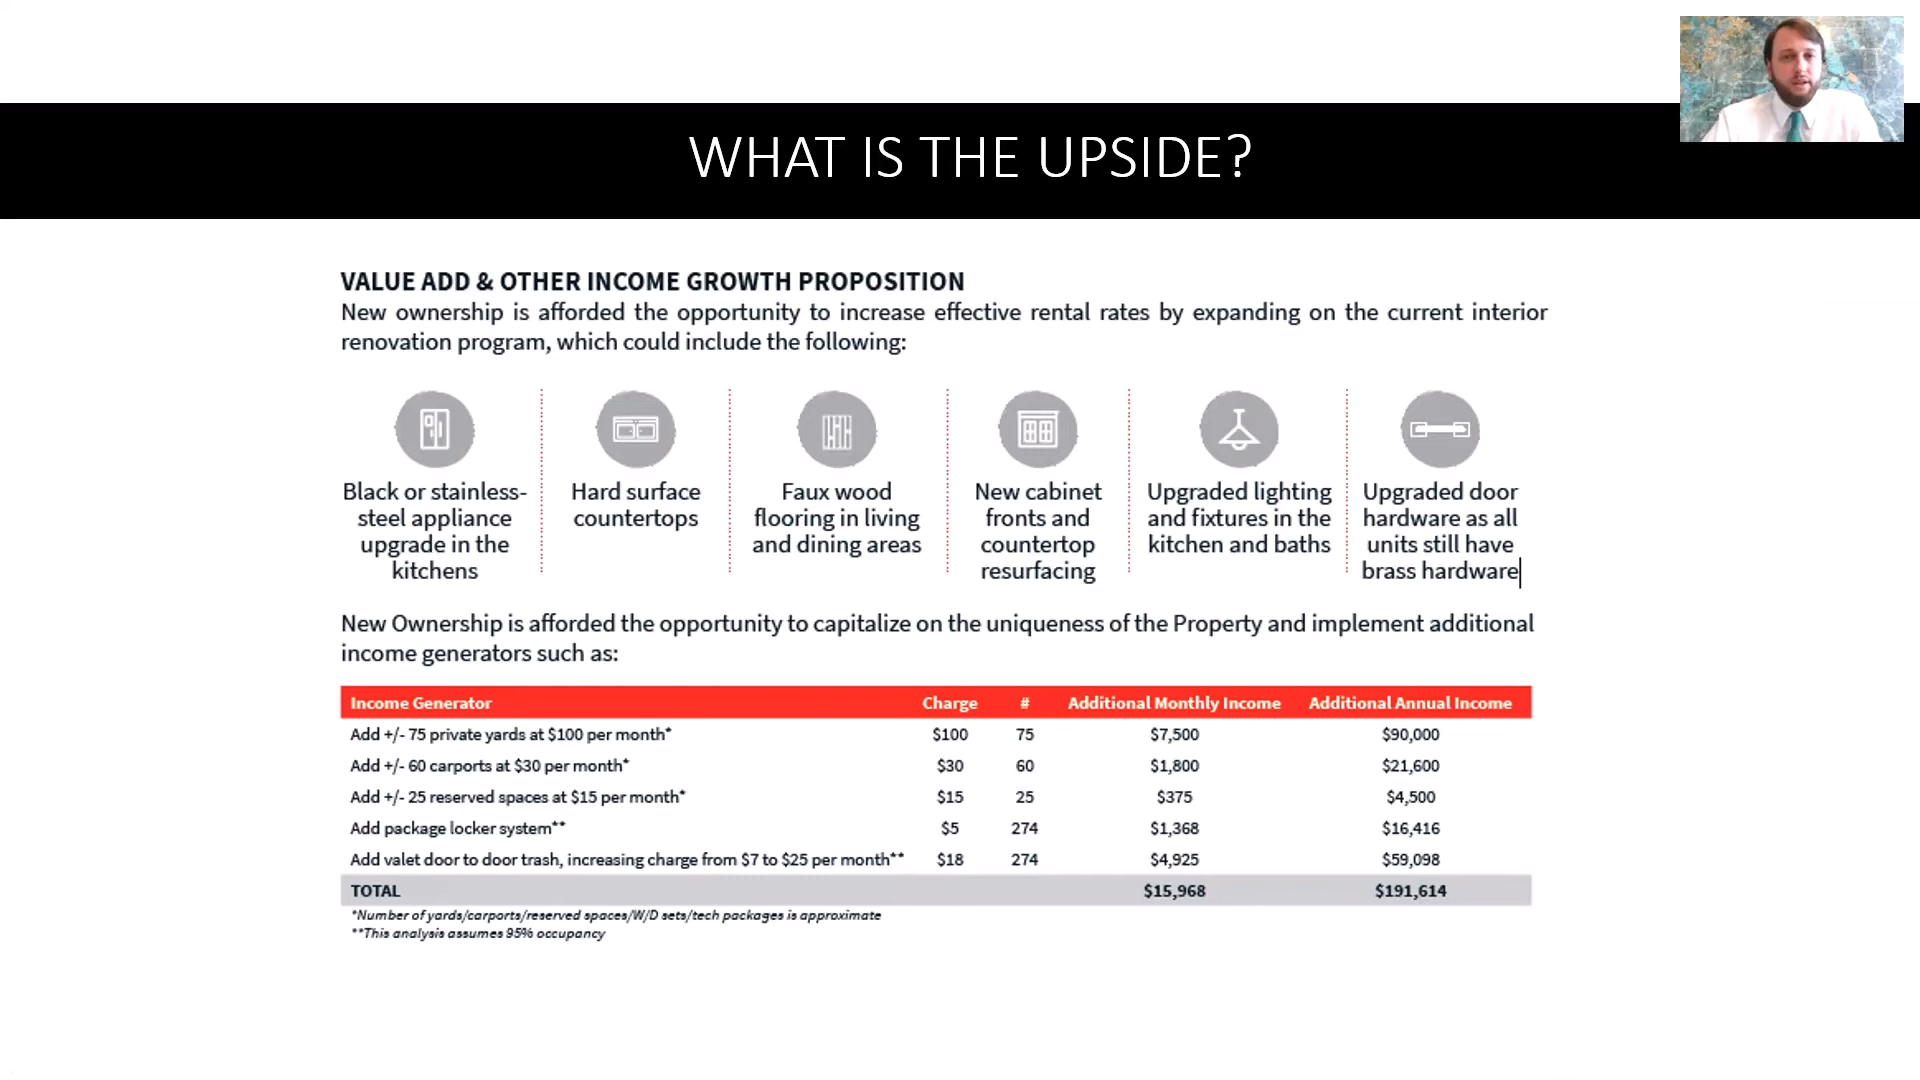 WHAT IS THE UPSIDE?
VALUE ADD & OTHER INCOME GROWTH PROPOSITION
New ownership is afforded the opportunity to increase effective rental rates by expanding on the current interior
renovation program, which could include the following:
Black or stainless-
steel appliance
upgrade in the
kitchens
Hard surface
countertops
Faux wood
flooring in living
and dining areas
New cabinet
fronts and
countertop
resurfacing
Upgraded lighting
and fixtures in the
kitchen and baths
Upgraded door
hardware as all
units still have
brass hardware
New Ownership is afforded the opportunity to capitalize on the uniqueness of the Property and implement additional
income generators such as:
Income Generator Charge # Additional Monthly Income Additional Annual Income
Add +/- 75 private yards at $100 per month* $100 75 $7,500 $90,000
Add +/- 60 carports at $30 per month* $30 60 $1,800 $21,600
Add +/- 25 reserved spaces at $15 per month* $15 25 $375 $4,500
Add package locker system** $5 274 $1,368 $16,416
Add valet door to door trash, increasing charge from $7 to $25 per month** $18 274 $4,925 $59,098
TOTAL $15,968 $191,614
*Number of yards/carports/reserved spaces/W/D sets/tech packages is approximate
**This analysis assumes 95% occupancy